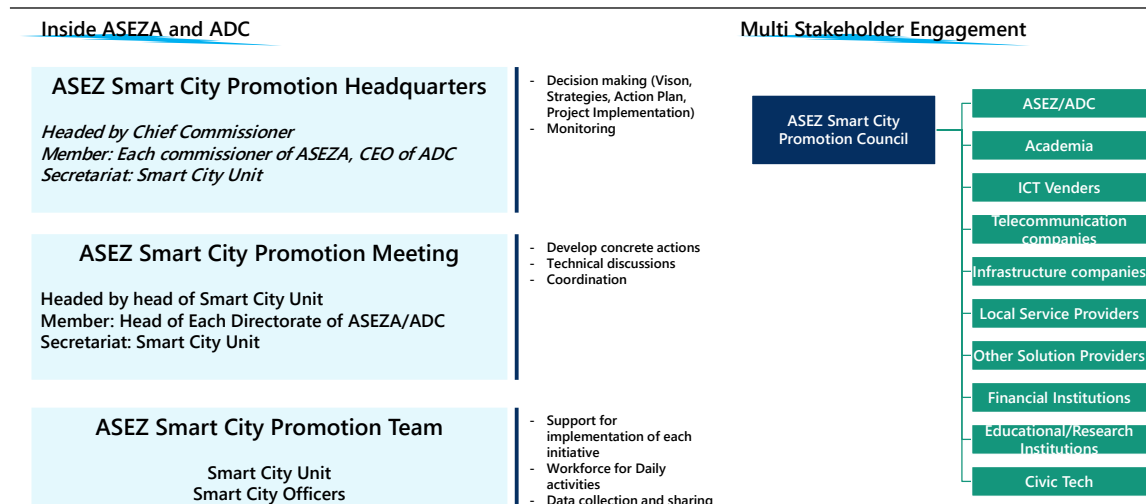 Inside ASEZA and ADC
ASEZ Smart City Promotion Headquarters
Headed by Chief Commissioner
Member: Each commissioner of ASEZA, CEO of ADC
Secretariat: Smart City Unit
- Decision making (Vison,
Strategies, Action Plan,
Project Implementation)
- Monitoring
ASEZ Smart City Promotion Meeting
Headed by head of Smart City Unit
Member: Head of Each Directorate of ASEZA/ADC
Secretariat: Smart City Unit
- Develop concrete actions
- Technical discussions
- Coordination
ASEZ Smart City Promotion Team
Smart City Unit
Smart City Officers
- Support for
implementation of each
initiative
- Workforce for Daily
activities
- Data collection and sharing
Multi Stakeholder Engagement
ASEZ Smart City
Promotion Council
ASEZ/ADC
Academia
ICT Venders
Telecommunication
companies
Infrastructure companies
Local Service Providers
Other Solution Providers
Financial Institutions
Educational/Research
Institutions
Civic Tech